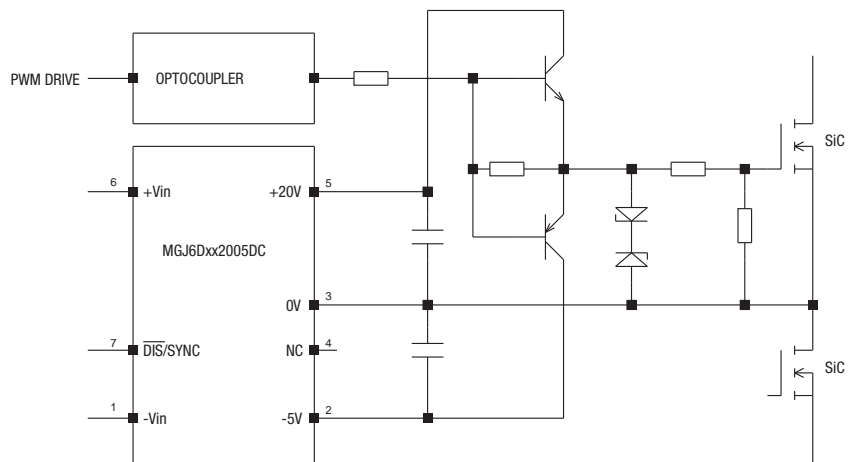 PWM DRIVE
OPTOCOUPLER
SiC
6
+Vin
+20V
5
MGJ6Dxx2005DC
0V
3
7
DIS/SYNC
NC
4
SiC
1
-Vin
-5V
2